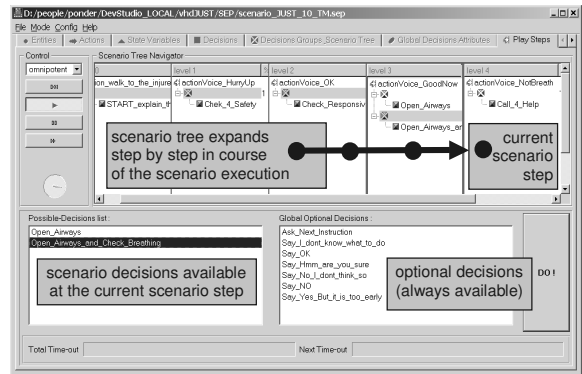 D:/people/ponder/DevStudio_LOCAL/vhdJUST/SEP/scenario_JUST_10_TM.sep
File Mode Config Help
Entities Actions State Variables Decisions Decisions Groups_Scenario Tree Global Decisions Attributes Play Steps
Control Scenario Tree Navigator
omnipotent
0 level 1 % level 2 level 3 level 4
ion_walk_to_the_injure actionVoice_HurryUp actionVoice_OK actionVoice_GoodNow actionVoice_NotBreath
START_explain_th Chek_4_Safety Check_Responsiv Open_Airways Call_4_Help
Open_Airways_ar
scenario tree expands
step by step in course
of the scenario execution
current
scenario
step
Possible-Decisions list:
Open_Airways
Open_Airways_and_Check_Breathing
scenario decisions available
at the current scenario step
Global Optional Decisions :
Ask_Next_Instruction
Say_I_dont_know_what_to_do
Say_OK
Say_Hmm_are_you_sure
Say_No_I_dont_think_so
Say_NO
Say_Yes_But_it_is_too_early
optional decisions
(always available)
DO !
Total Time-out
Next Time-out